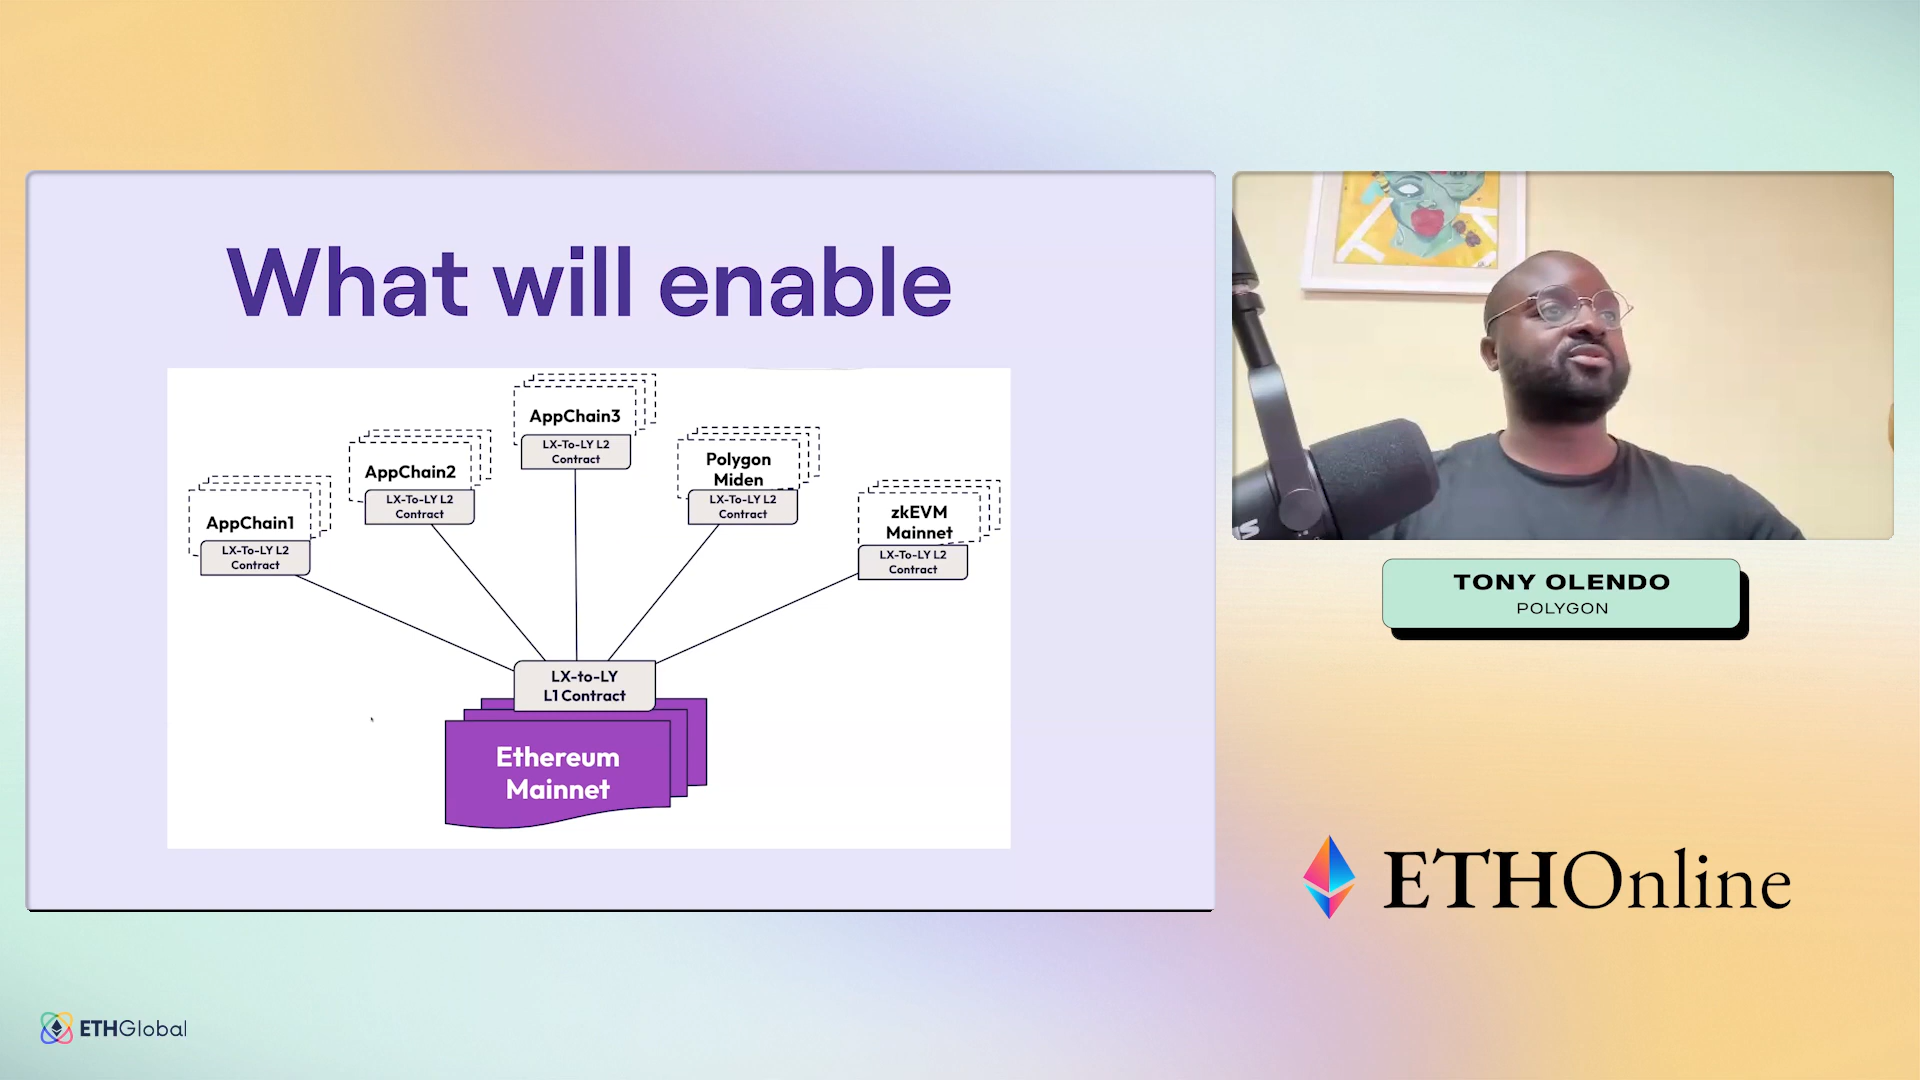 What will enable
AppChain3
LX-To-LY L2
Contract
AppChain2
LX-To-LY L2
Contract
Polygon
Miden
LX-To-LY L2
Contract
AppChain1
LX-To-LY L2
Contract
zkEVM
Mainnet
LX-To-LY L2
Contract
LX-to-LY
L1 Contract
Ethereum
Mainnet
TONY OLENDO
POLYGON
ETHOnline
ETHGlobal